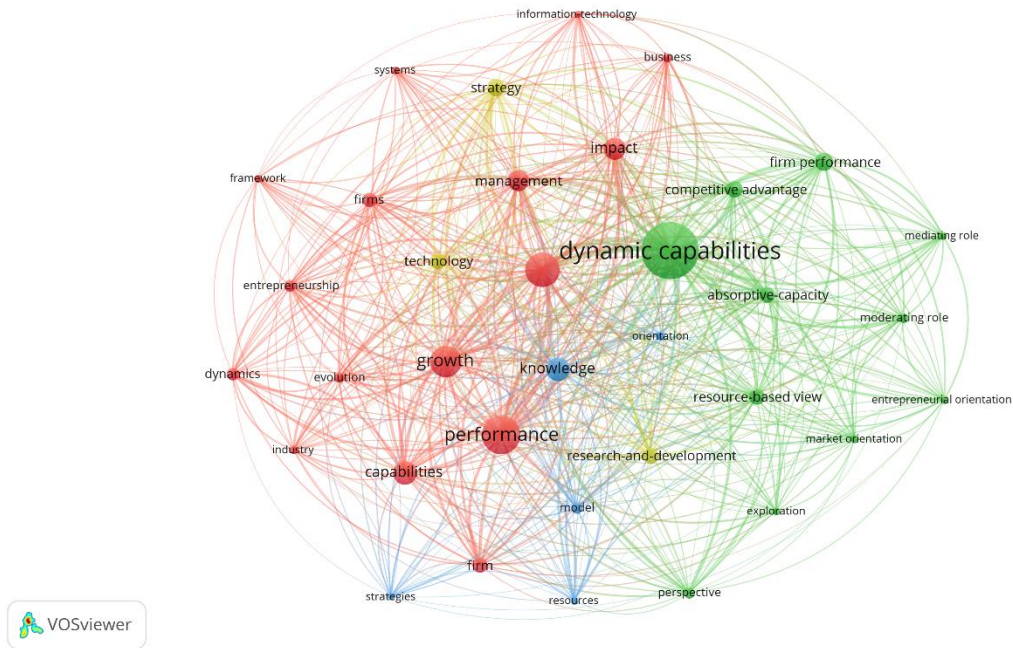 information-technology
business
systems
strategy
impact
firm performance
management
competitive advantage
framework
firms
mediating role
dynamic capabilities
technology
entrepreneurship
absorptive-capacity
moderating role
orientation
growth
knowledge
dynamics
evolution
resource-based view
entrepreneurial orientation
performance
market orientation
industry
research-and-development
capabilities
model
exploration
firm
perspective
strategies
resources
VOSviewer